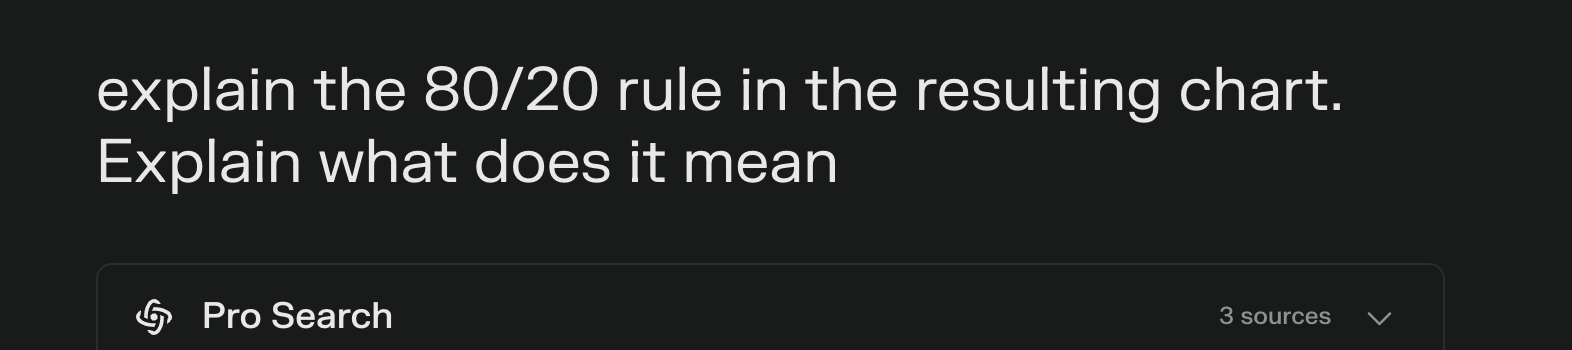 explain the 80/20 rule in the resulting chart.
Explain what does it mean
Pro Search
3 sources